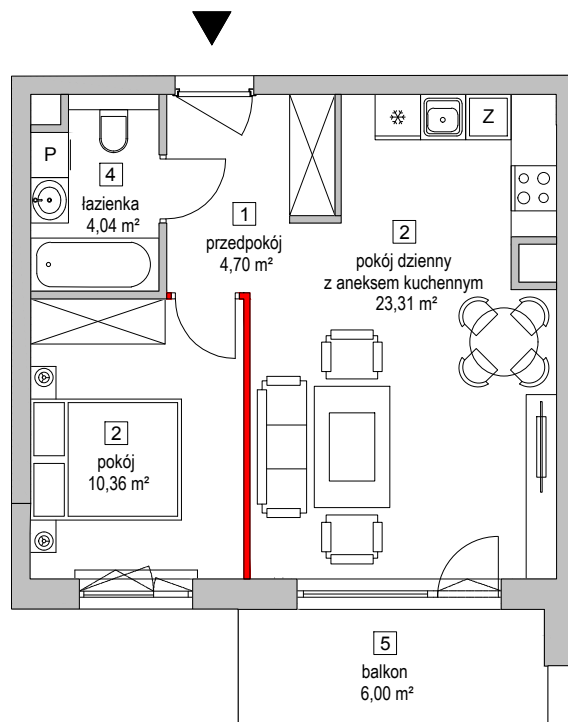 Z
P
4
łazienka
4,04 m²
1
przedpokój
4,70 m²
2
pokój dzienny
z aneksem kuchennym
23,31 m²
2
pokój
10,36 m²
5
balkon
6,00 m²